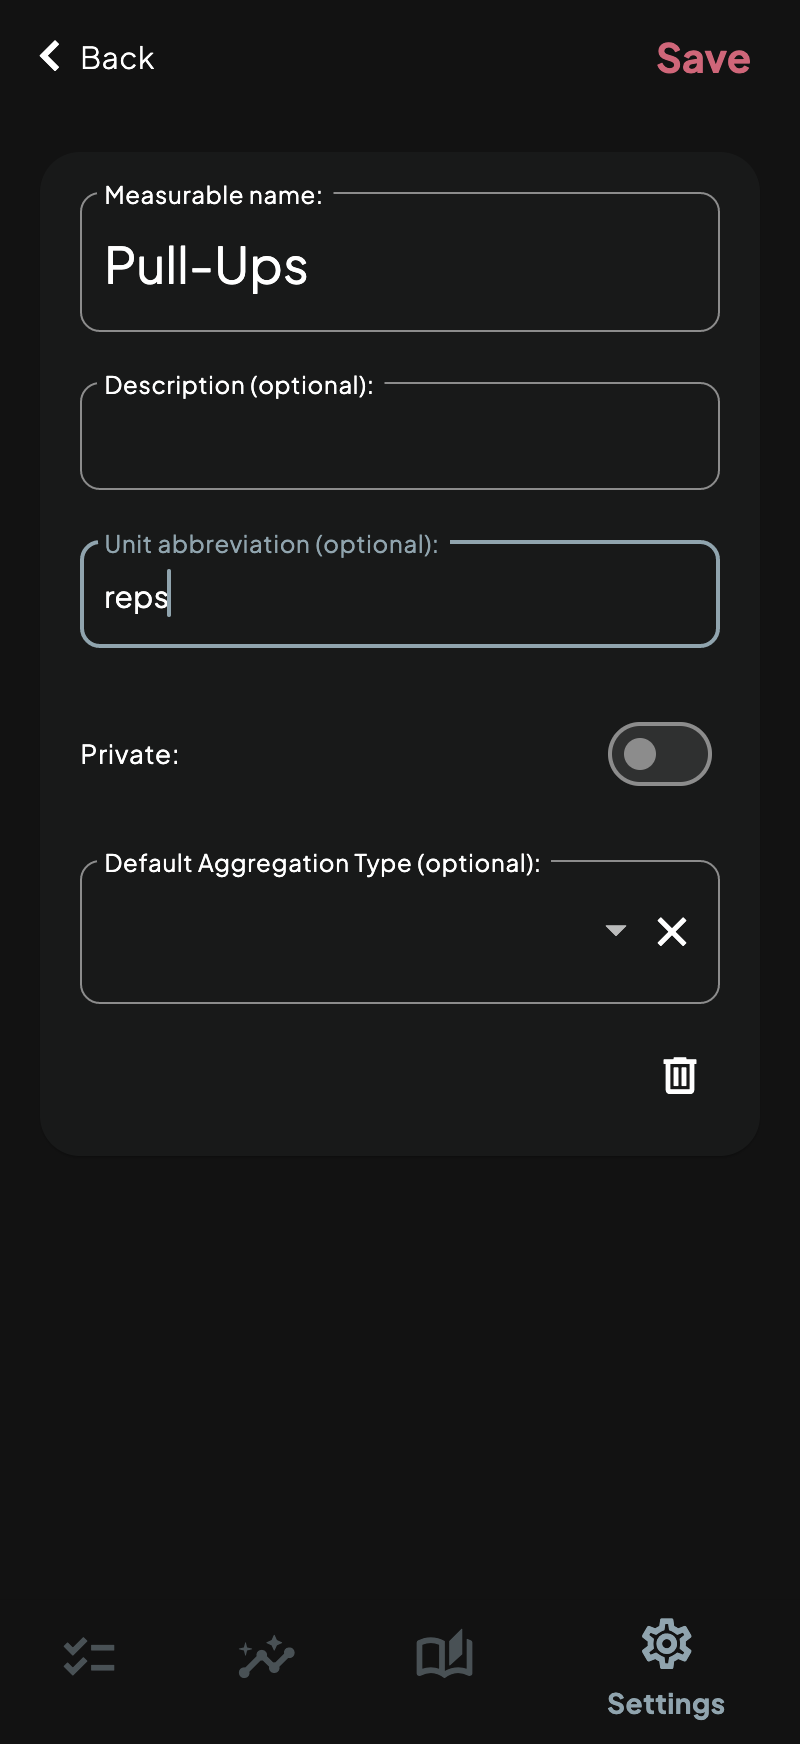 Back
Save
Measurable name:
Pull-Ups
Description (optional):
Unit abbreviation (optional):
reps
Private:
Default Aggregation Type (optional):
Settings